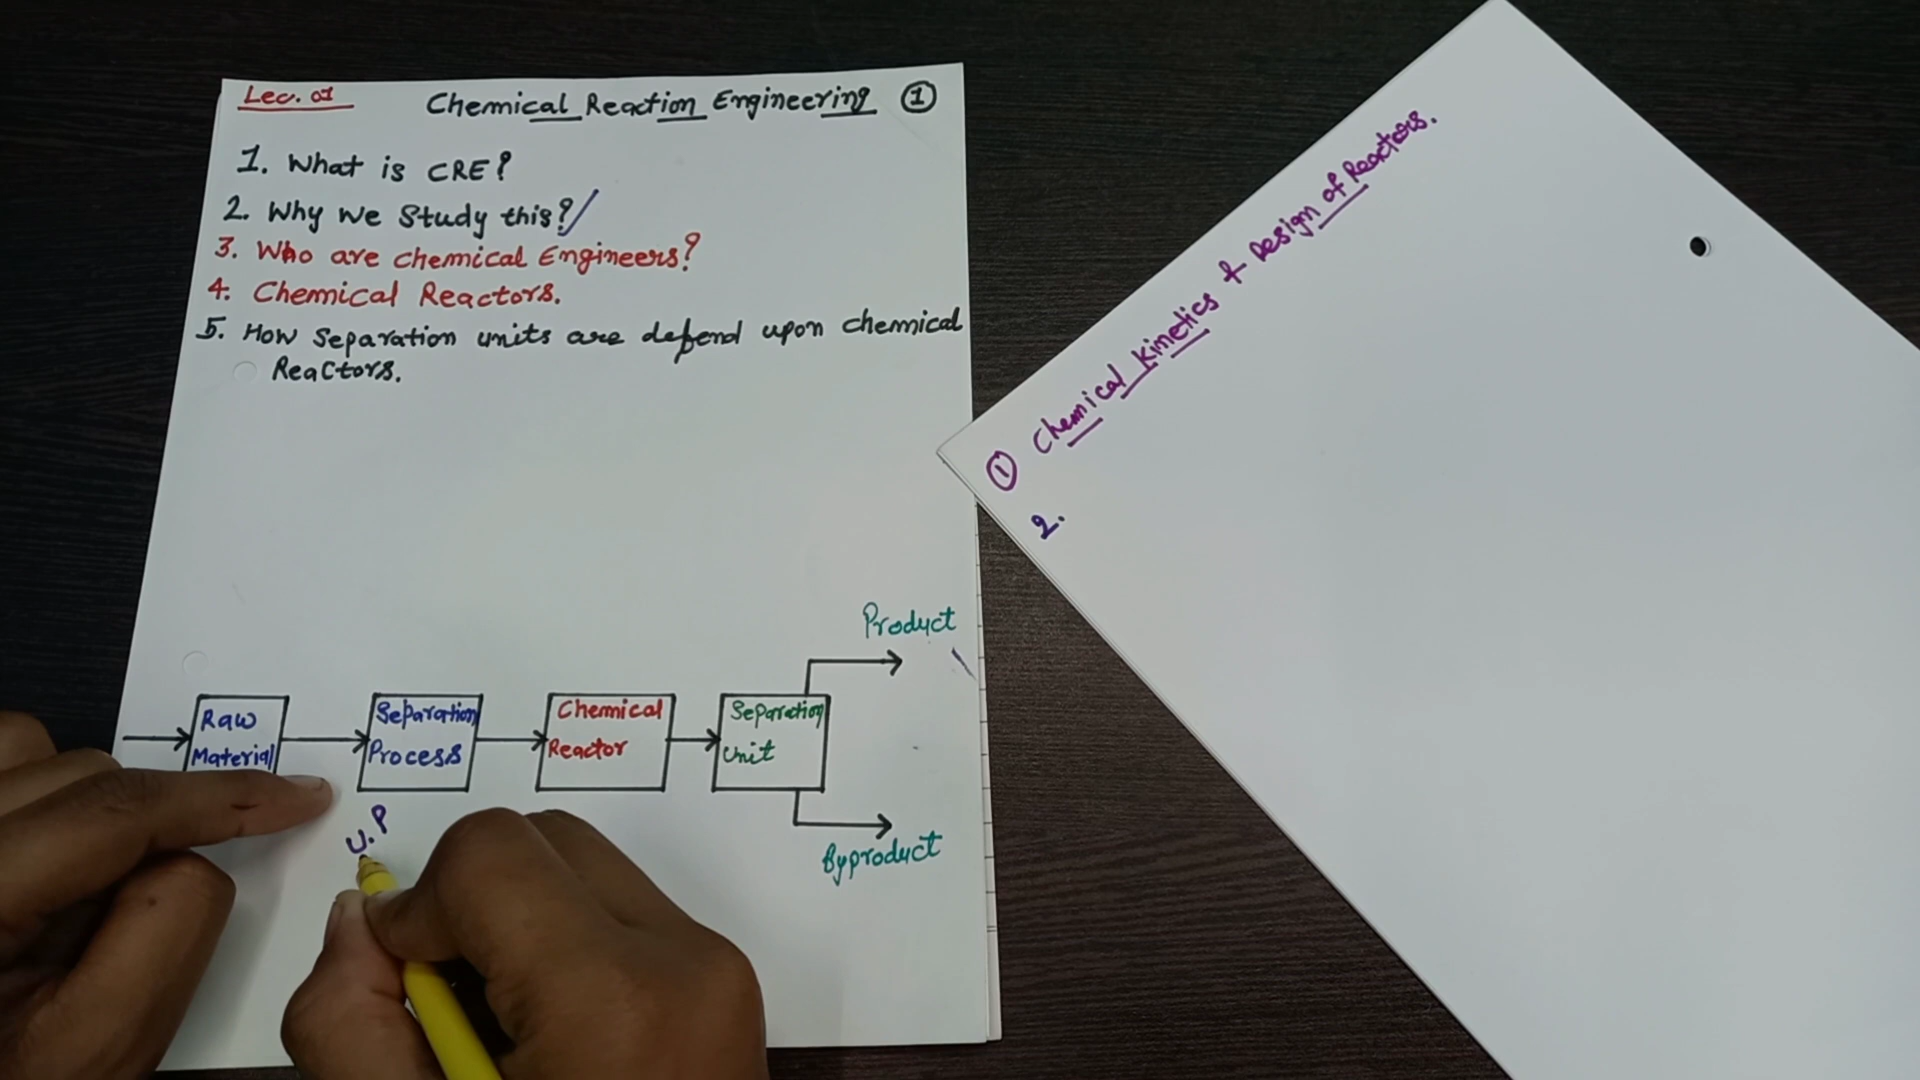 Lec. 01
Chemical Reaction Engineering ①
1. What is CRE?
2. Why we study this?
3. Who are chemical Engineers?
4. Chemical Reactors.
5. How Separation units are defend upon chemical
Reactors.
① Chemical Kinetics & Design of Reactors.
2.
Product
Raw
Material
Separation
Process
Chemical
Reactor
Separation
Unit
U.P
Byproduct